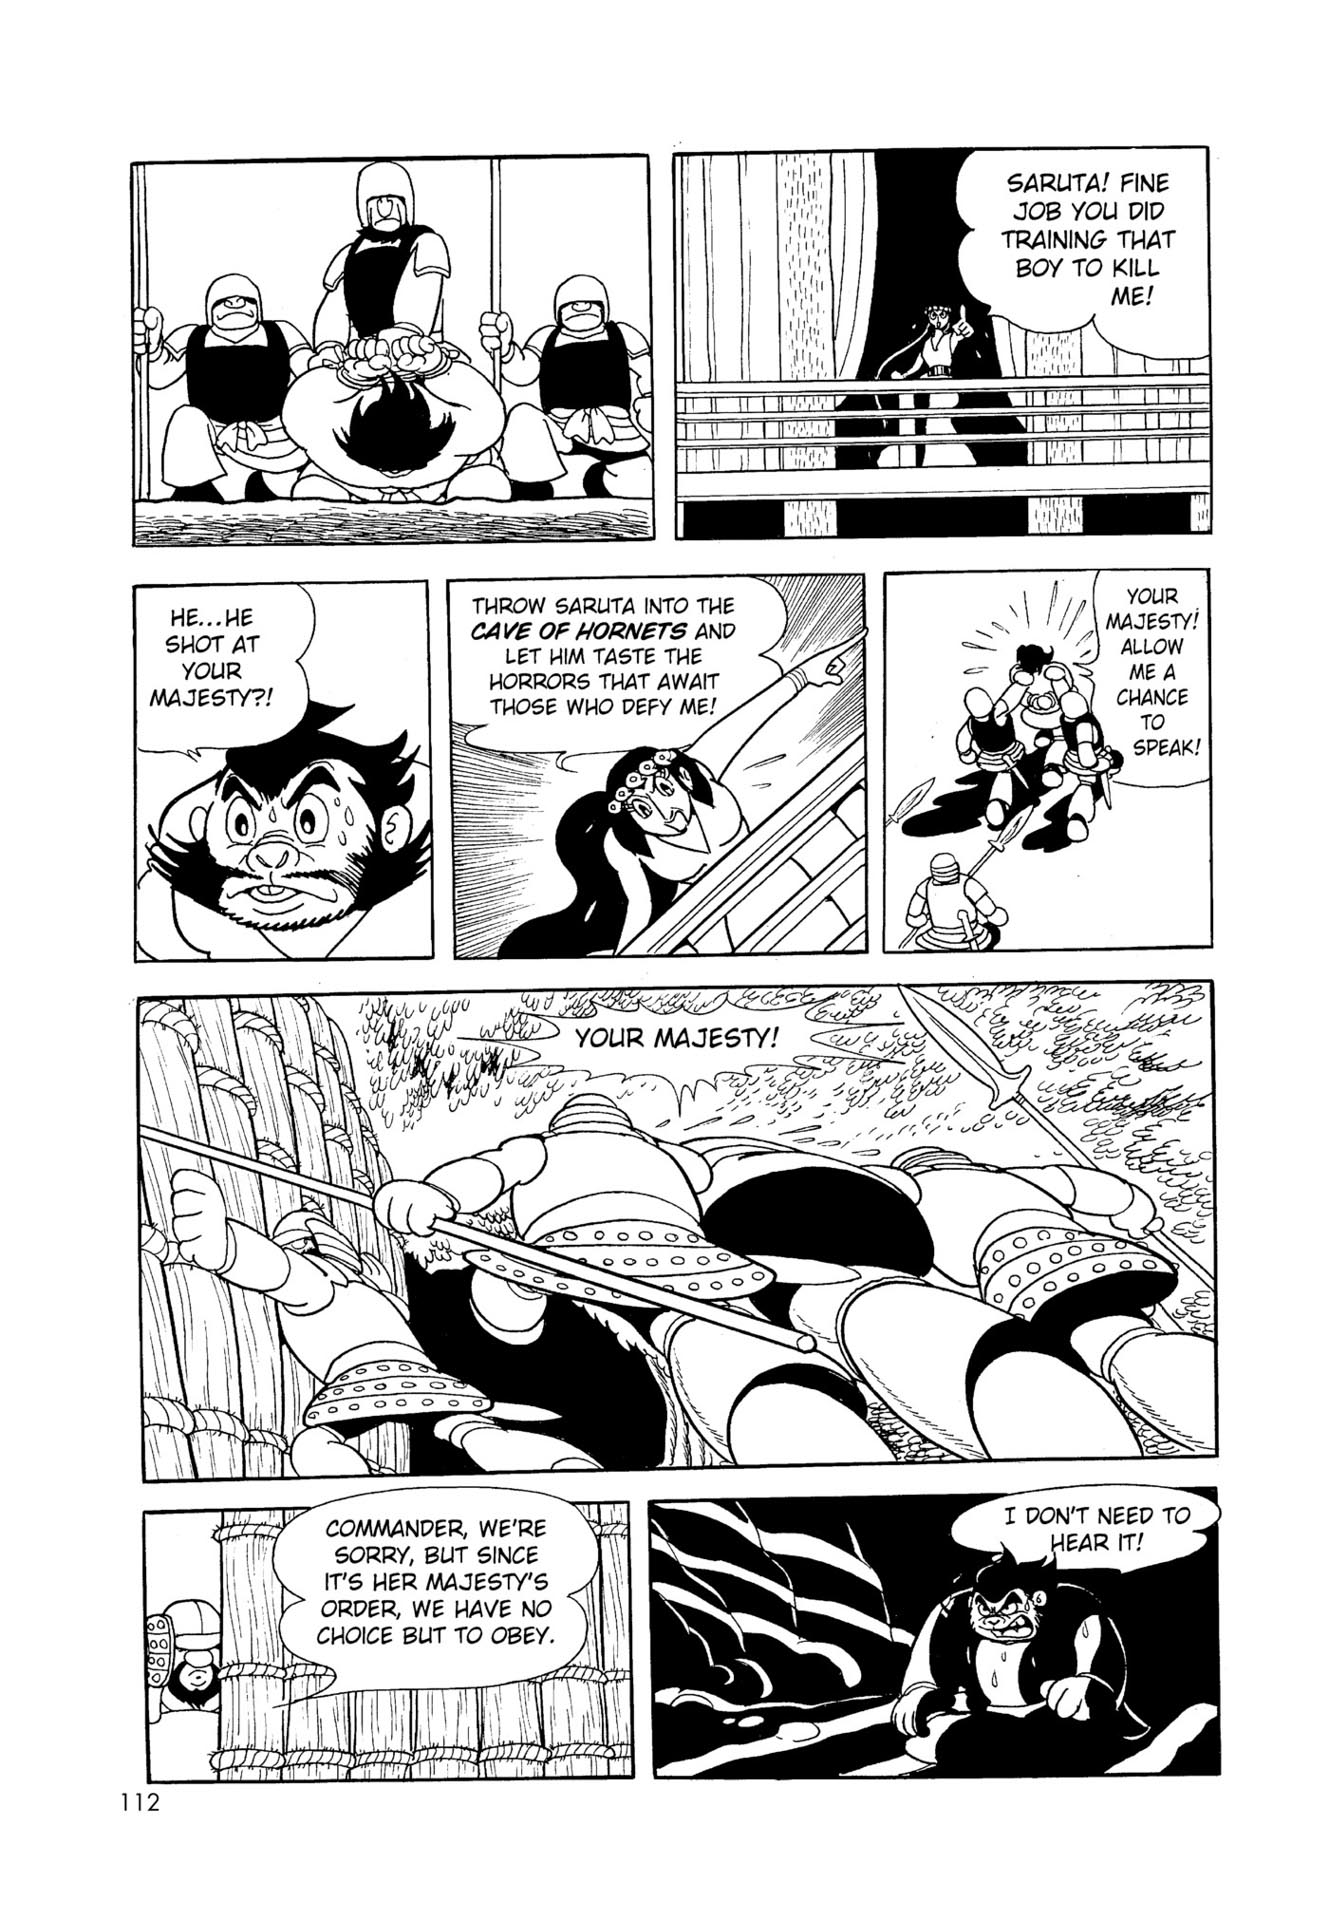 SARUTA! FINE
JOB YOU DID
TRAINING THAT
BOY TO KILL
ME!
HE...HE
SHOT AT
YOUR
MAJESTY?!
THROW SARUTA INTO THE
CAVE OF HORNETS AND
LET HIM TASTE THE
HORRORS THAT AWAIT
THOSE WHO DEFY ME!
YOUR
MAJESTY!
ALLOW
ME A
CHANCE
TO
SPEAK!
YOUR MAJESTY!
COMMANDER, WE'RE
SORRY, BUT SINCE
IT'S HER MAJESTY'S
ORDER, WE HAVE NO
CHOICE BUT TO OBEY.
I DON'T NEED TO
HEAR IT!
112